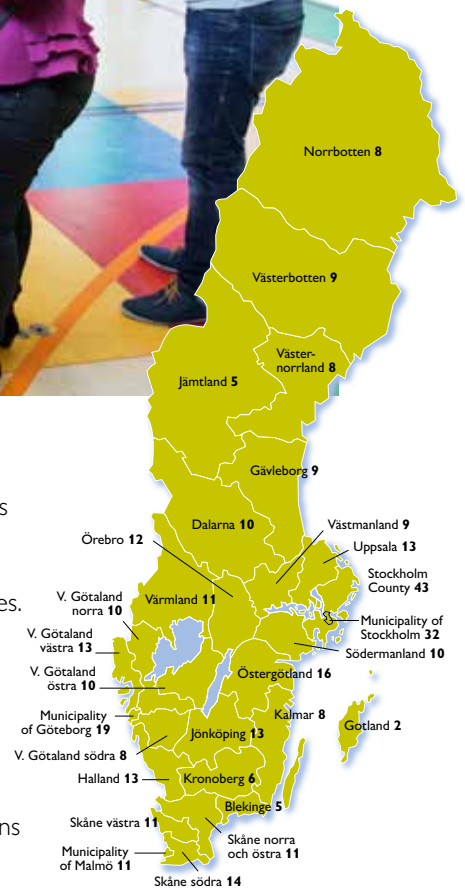 Norrbotten 8
Västerbotten 9
Väster-
norrland 8
Jämtland 5
Gävleborg 9
s
Dalarna 10
Västmanland 9
Örebro 12
Uppsala 13
Stockholm
County 43
es.
V. Götaland
norra 10
Värmland 11
Municipality of
Stockholm 32
V. Götaland
västra 13
Södermanland 10
V. Götaland
östra 10
Östergötland 16
Municipality
of Göteborg 19
Kalmar 8
Gotland 2
Jönköping 13
V. Götaland södra 8
Halland 13
Kronoberg 6
Blekinge 5
Skåne västra 11
ns
Skåne norra
och östra 11
Municipality
of Malmö 11
Skåne södra 14